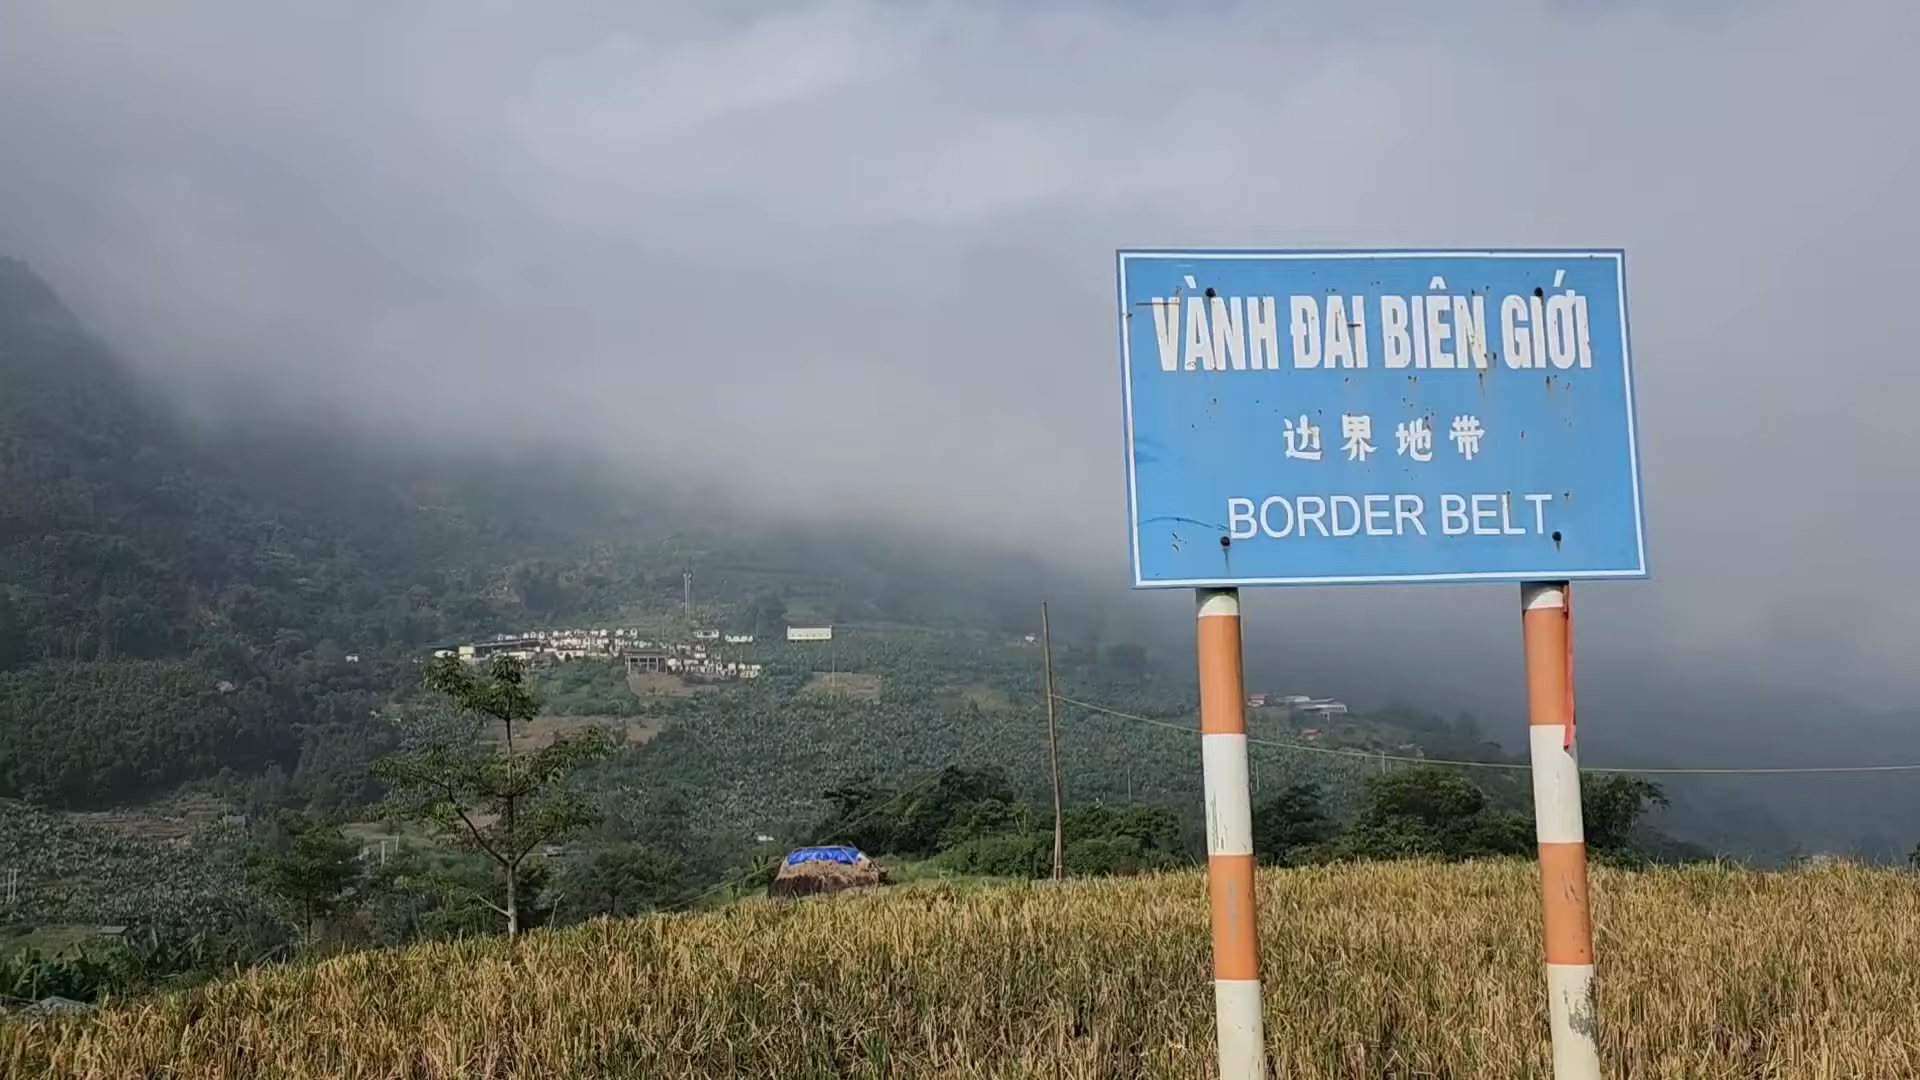 VÀNH ĐAI BIÊN GIỚI
边界地带
BORDER BELT